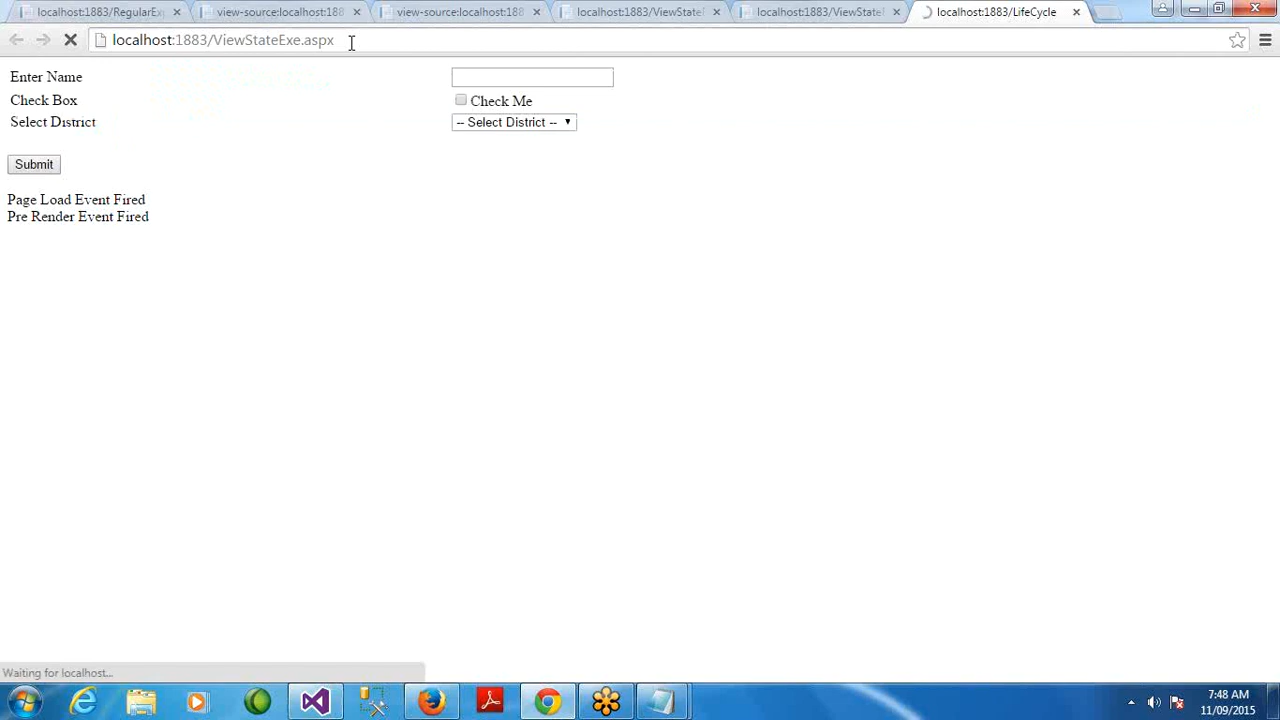 localhost:1883/RegularEx
view-source:localhost:188
view-source:localhost:188
localhost:1883/ViewStateE
localhost:1883/ViewStateE
localhost:1883/LifeCycle
localhost:1883/ViewStateExe.aspx
Enter Name
Check Box
Check Me
Select District
-- Select District --
Submit
Page Load Event Fired
Pre Render Event Fired
Waiting for localhost...
7:48 AM
11/09/2015